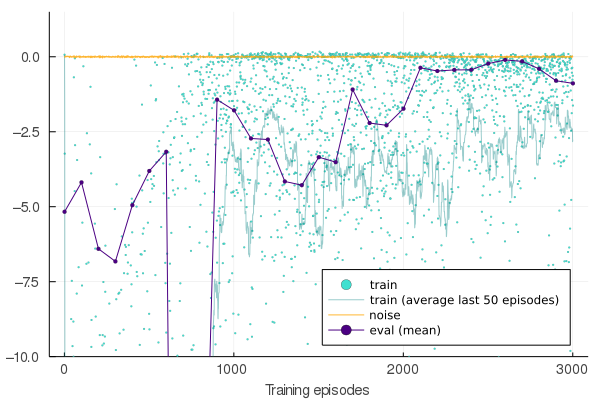 0.0
−2.5
−5.0
−7.5
−10.0
train
train (average last 50 episodes)
noise
eval (mean)
0 1000 2000 3000
Training episodes